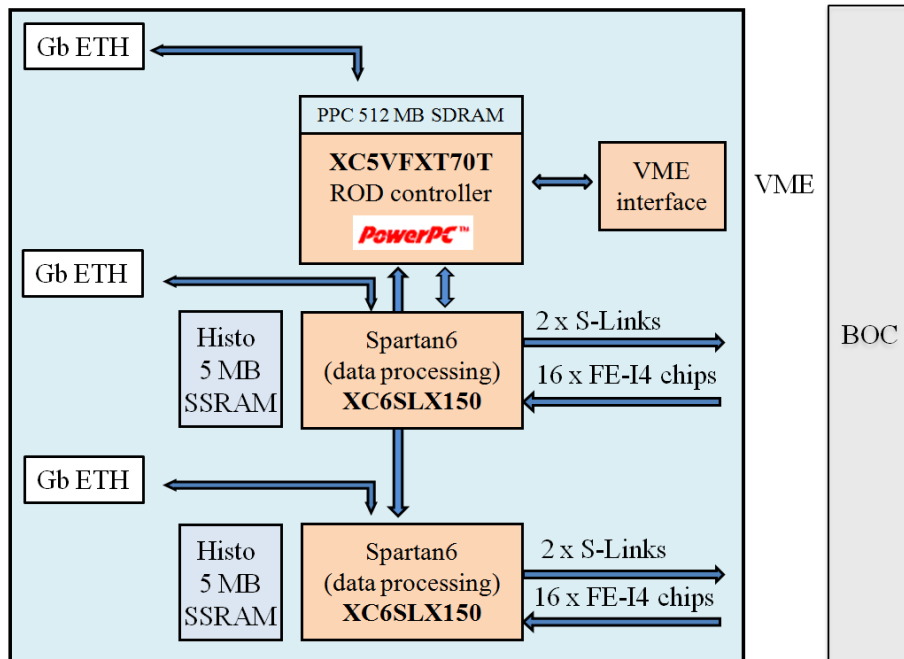 Gb ETH
PPC 512 MB SDRAM
XC5VFXT70T
ROD controller
PowerPC™
VME
interface
VME
Gb ETH
Histo
5 MB
SSRAM
Spartan6
(data processing)
XC6SLX150
2 x S-Links
16 x FE-I4 chips
BOC
Gb ETH
Histo
5 MB
SSRAM
Spartan6
(data processing)
XC6SLX150
2 x S-Links
16 x FE-I4 chips